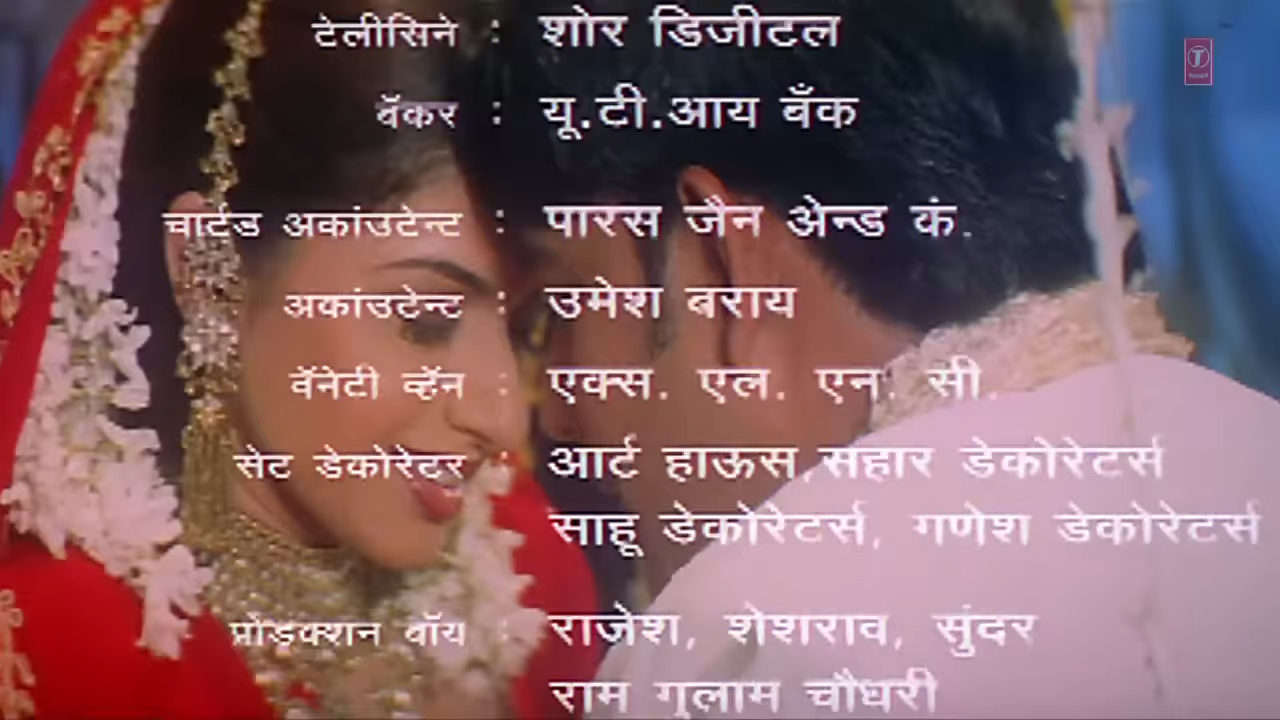 टेलीसिने : शोर डिजीटल
बॅकर : यू.टी.आय बँक
चार्टड अकांउटेन्ट : पारस जैन अेन्ड कं.
अकांउटेन्ट : उमेश बराय
वॅनेटी व्हॅन : एक्स. एल. एन. सी.
सेट डेकोरेटर : आर्ट हाऊस,सहार डेकोरेटर्स
साहू डेकोरेटर्स, गणेश डेकोरेटर्स
प्रोड्क्शन बॉय : राजेश, शेशराव, सुंदर
राम गुलाम चौधरी